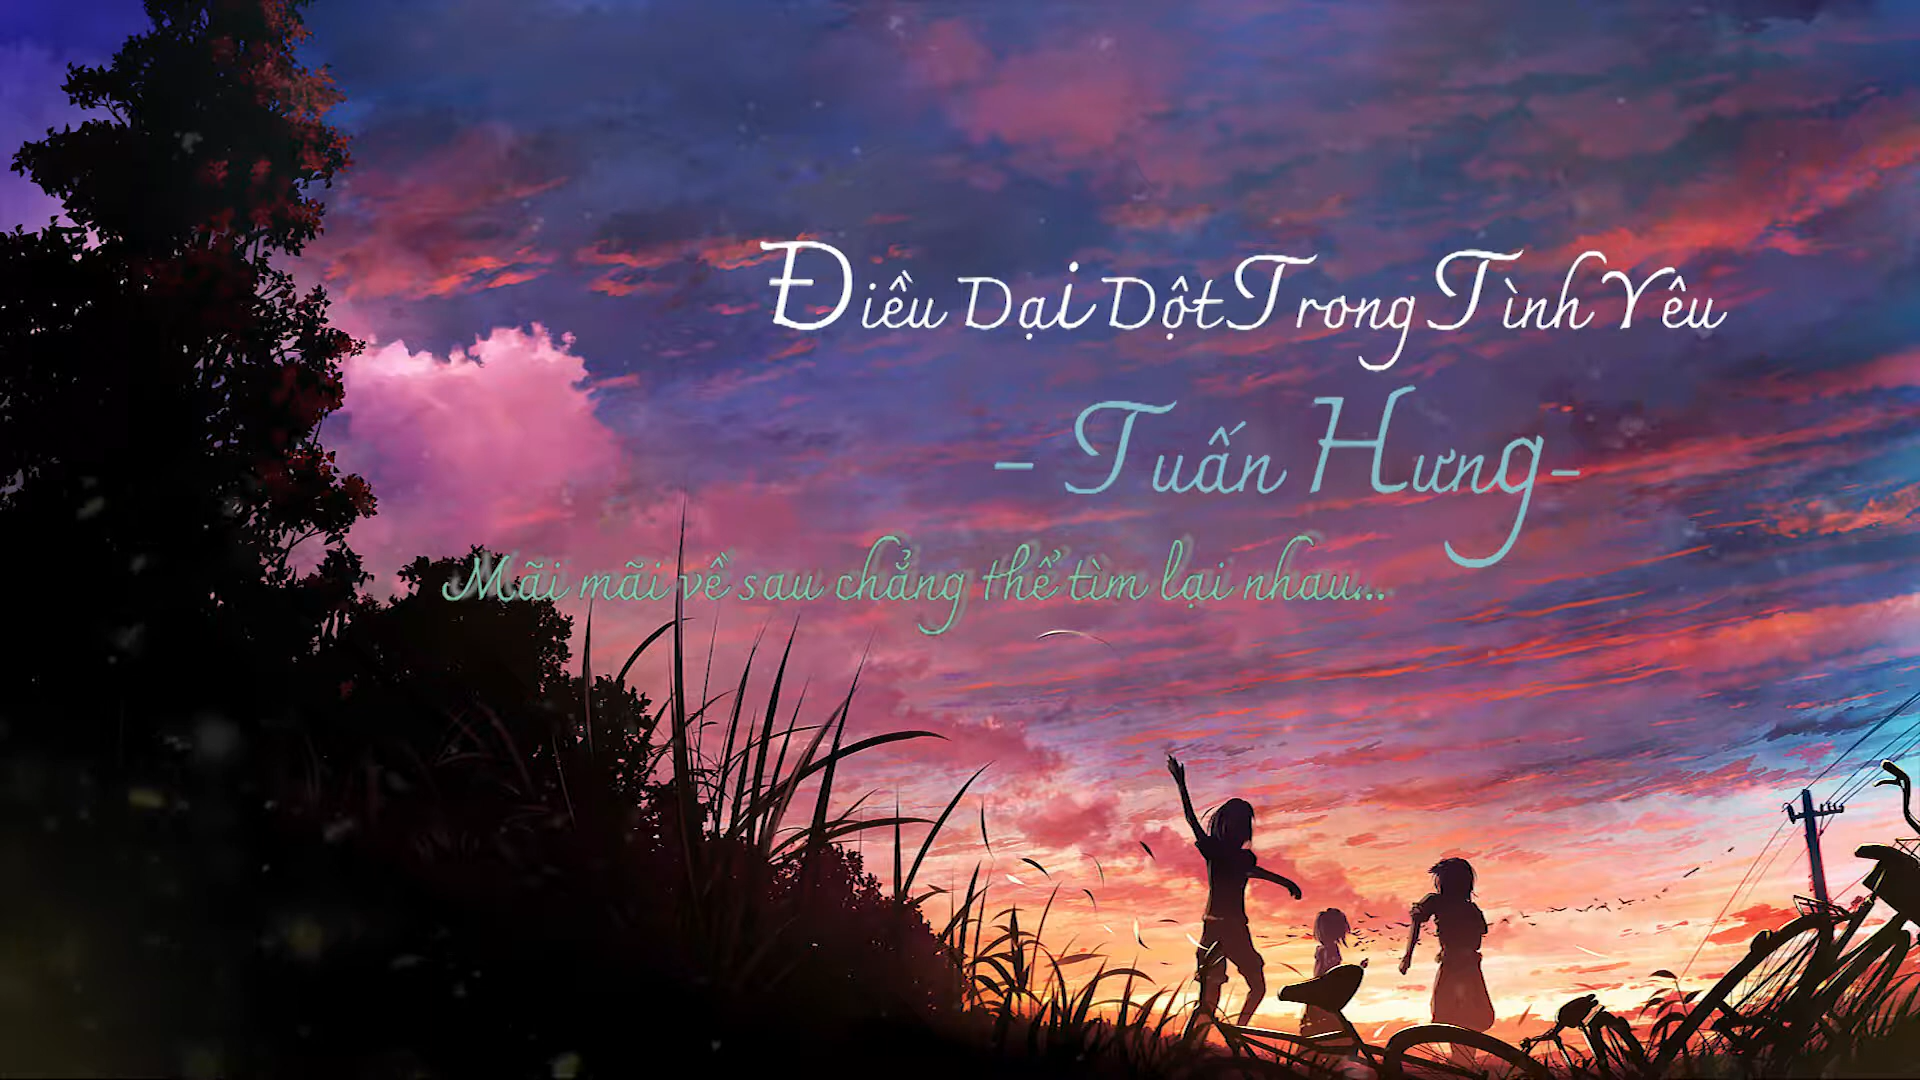 Điều Dại Dột Trong Tình Yêu
- Tuấn Hưng-
Mãi mãi về sau chẳng thể tìm lại nhau...